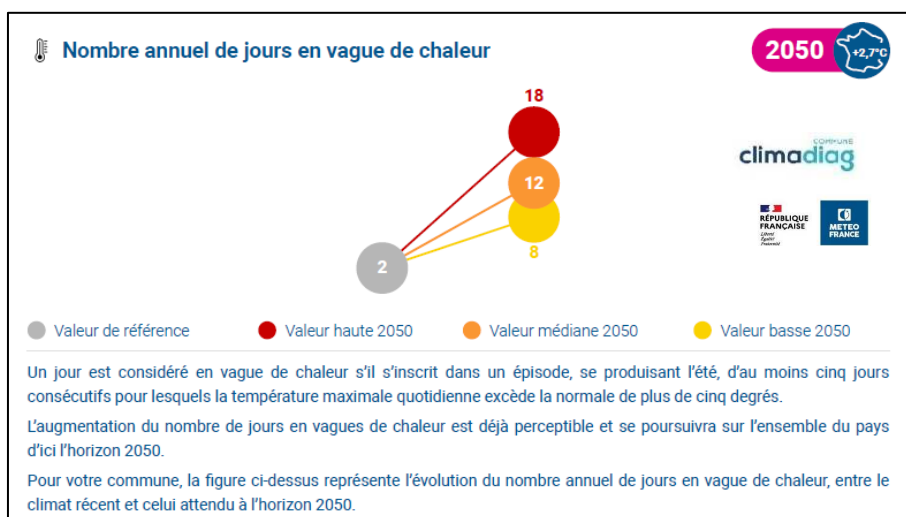 Nombre annuel de jours en vague de chaleur
2050
+2,7°C
18
12
8
2
COMMUNE
climadiag
RÉPUBLIQUE
FRANÇAISE
Liberté
Égalité
Fraternité
METEO
FRANCE
Valeur de référence
Valeur haute 2050
Valeur médiane 2050
Valeur basse 2050
Un jour est considéré en vague de chaleur s'il s'inscrit dans un épisode, se produisant l'été, d'au moins cinq jours
consécutifs pour lesquels la température maximale quotidienne excède la normale de plus de cinq degrés.
L'augmentation du nombre de jours en vagues de chaleur est déjà perceptible et se poursuivra sur l'ensemble du pays
d'ici l'horizon 2050.
Pour votre commune, la figure ci-dessus représente l'évolution du nombre annuel de jours en vague de chaleur, entre le
climat récent et celui attendu à l'horizon 2050.